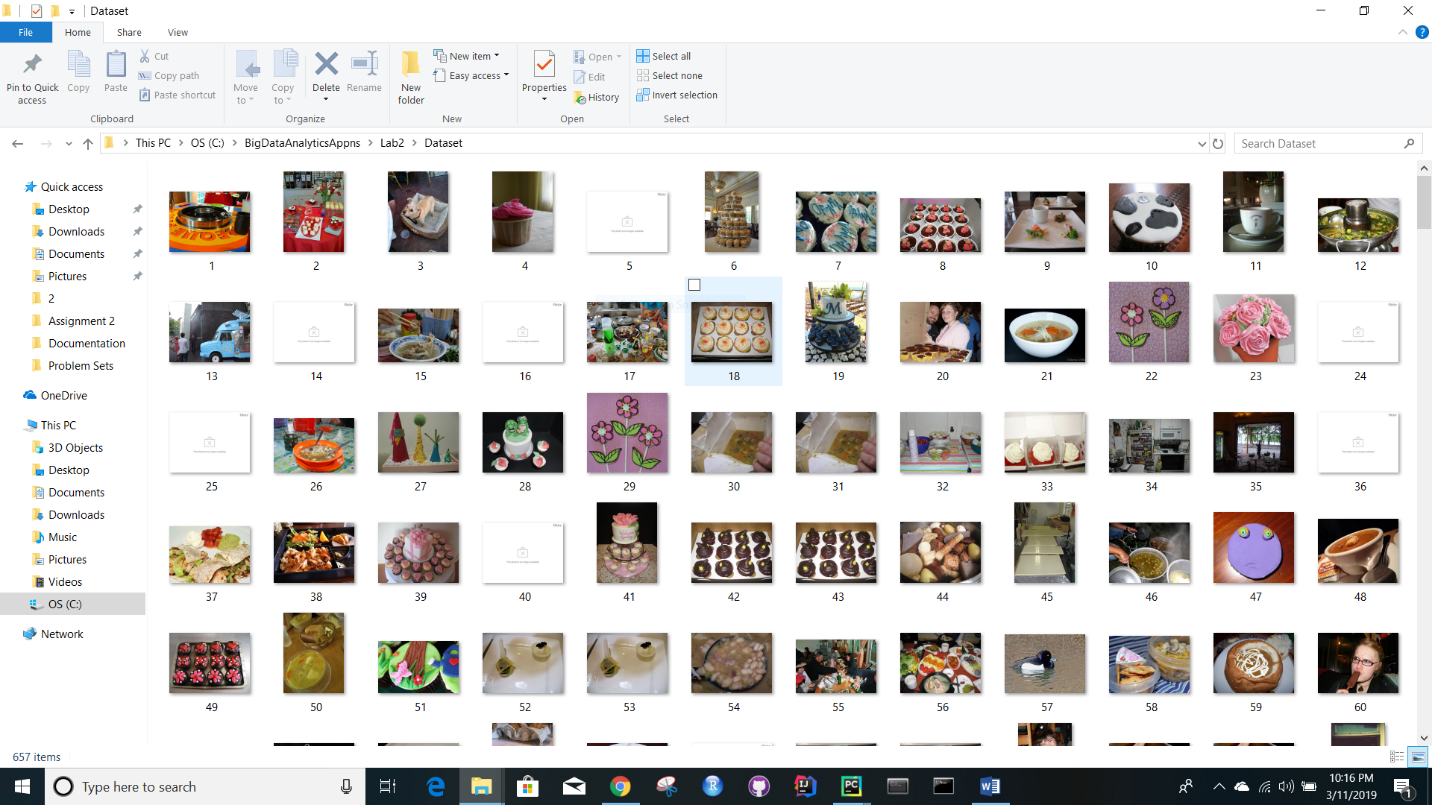 Dataset
File Home Share View
Pin to Quick access
Copy
Paste
Cut
Copy path
Paste shortcut
Clipboard
Move to
Copy to
Delete
Rename
Organize
New folder
New item
Easy access
New
Properties
Open
Edit
History
Open
Select all
Select none
Invert selection
Select
This PC > OS (C:) > BigDataAnalyticsAppns > Lab2 > Dataset
Search Dataset
Quick access
Desktop
Downloads
Documents
Pictures
2
Assignment 2
Documentation
Problem Sets
OneDrive
This PC
3D Objects
Desktop
Documents
Downloads
Music
Pictures
Videos
OS (C:)
Network
1 2 3 4 5 6 7 8 9 10 11 12
13 14 15 16 17 18 19 20 21 22 23 24
25 26 27 28 29 30 31 32 33 34 35 36
37 38 39 40 41 42 43 44 45 46 47 48
49 50 51 52 53 54 55 56 57 58 59 60
657 items
Type here to search
10:16 PM
3/11/2019